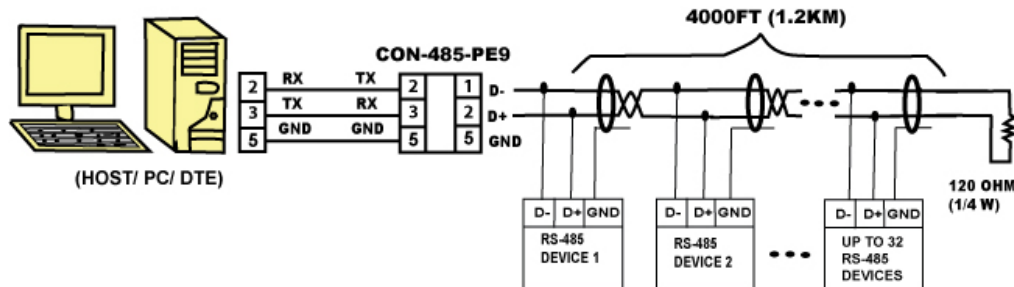 4000FT (1.2KM)
CON-485-PE9
2 RX TX 2 1 D-
3 TX RX 3 2 D+
5 GND GND 5 5 GND
(HOST/ PC/ DTE)
120 OHM
(1/4 W)
D- D+ GND
RS-485
DEVICE 1
D- D+ GND
RS-485
DEVICE 2
D- D+ GND
UP TO 32
RS-485
DEVICES